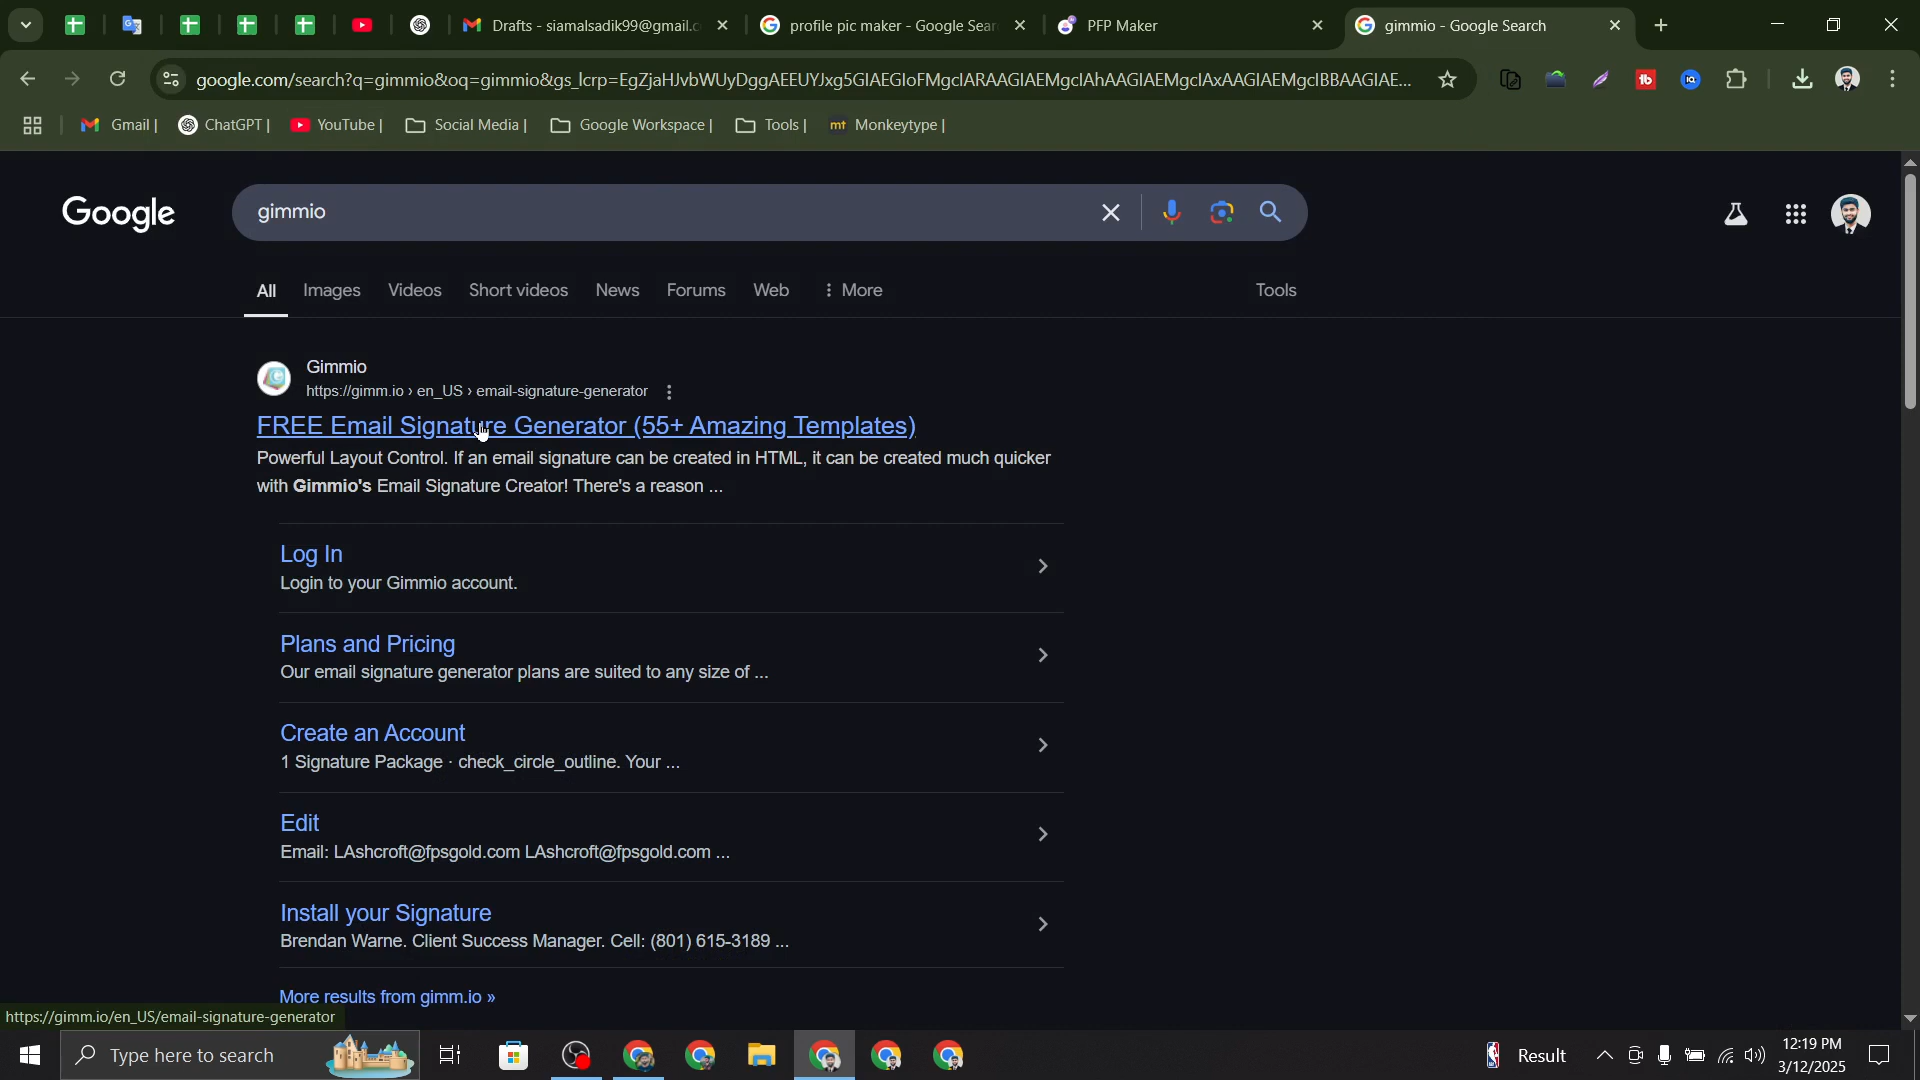 Drafts - siamalsadik99@gmail.c
profile pic maker - Google Sear
PFP Maker
gimmio - Google Search
google.com/search?q=gimmio&oq=gimmio&gs_lcrp=EgZjaHJvbWUyDggAEEUYJxg5GIAEGIoFMgcIARAAGIAEMgcIAhAAGIAEMgcIAxAAGIAEMgcIBBAAGIAE...
Gmail |
ChatGPT |
YouTube |
Social Media |
Google Workspace |
Tools |
mt Monkeytype |
Google
gimmio
All
Images
Videos
Short videos
News
Forums
Web
More
Tools
Gimmio
https://gimm.io › en_US › email-signature-generator
FREE Email Signature Generator (55+ Amazing Templates)
Powerful Layout Control. If an email signature can be created in HTML, it can be created much quicker
with Gimmio's Email Signature Creator! There's a reason ...
Log In
Login to your Gimmio account.
Plans and Pricing
Our email signature generator plans are suited to any size of ...
Create an Account
1 Signature Package · check_circle_outline. Your ...
Edit
Email: LAshcroft@fpsgold.com LAshcroft@fpsgold.com ...
Install your Signature
Brendan Warne. Client Success Manager. Cell: (801) 615-3189 ...
More results from gimm.io »
https://gimm.io/en_US/email-signature-generator
Type here to search
Result
12:19 PM
3/12/2025